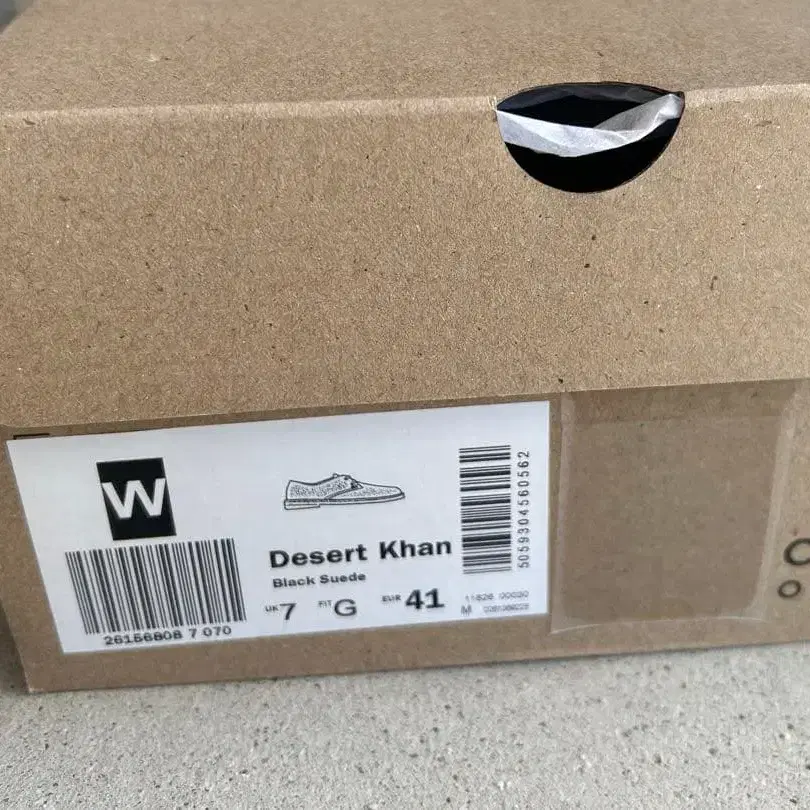 W
26156808 7 070
Desert Khan
Black Suede
UK 7 FIT G EUR 41
5059304560562
M